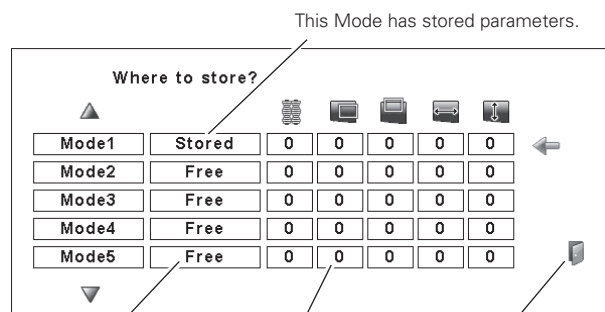 This Mode has stored parameters.
Where to store?
Mode1 Stored 0 0 0 0 0
Mode2 Free 0 0 0 0 0
Mode3 Free 0 0 0 0 0
Mode4 Free 0 0 0 0 0
Mode5 Free 0 0 0 0 0